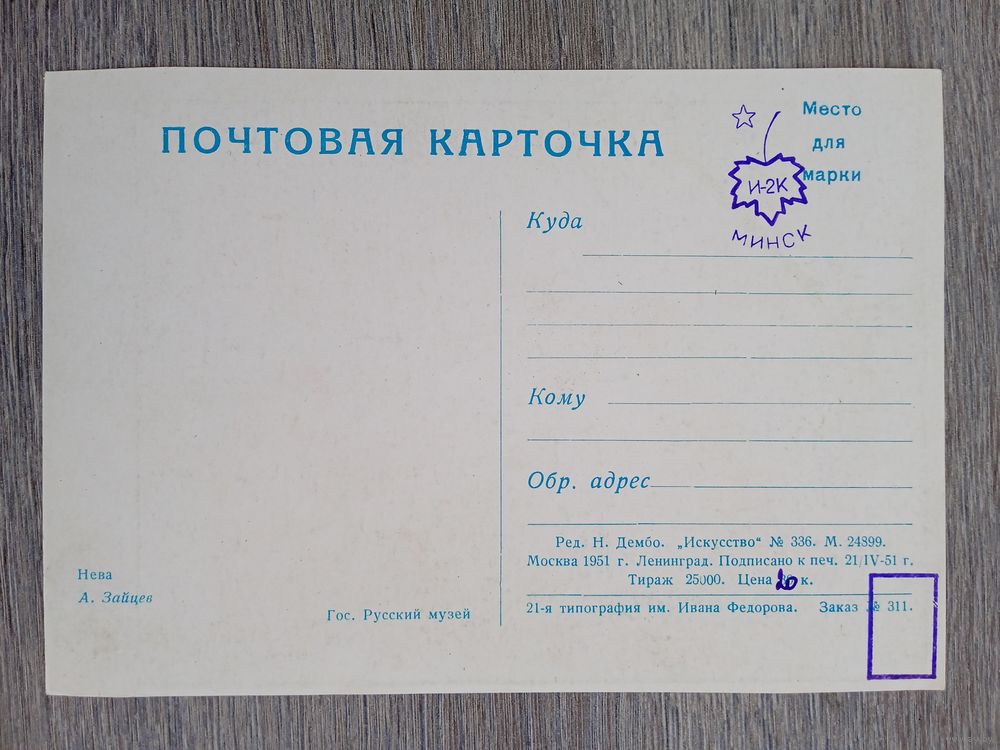 ПОЧТОВАЯ КАРТОЧКА
Место
для
марки
И-2К
МИНСК
Куда
Кому
Обр. адрес
Ред. Н. Дембо. „Искусство“ № 336. М. 24899.
Москва 1951 г. Ленинград. Подписано к печ. 21/IV-51 г.
Тираж 25000. Цена 20 к.
21-я типография им. Ивана Федорова. Заказ № 311.
Нева
А. Зайцев
Гос. Русский музей